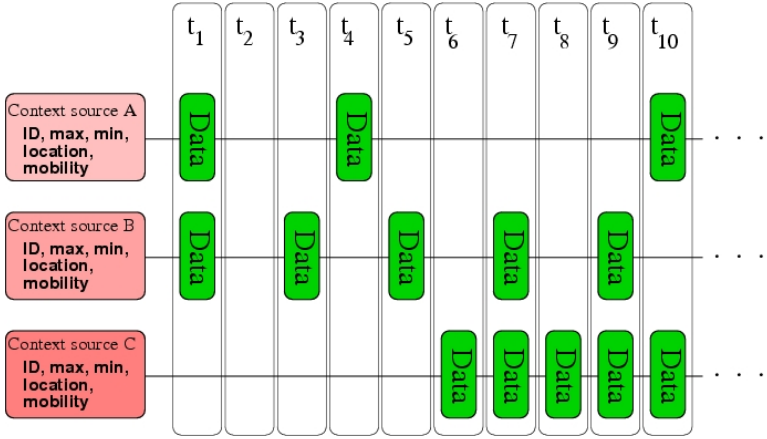 t1 t2 t3 t4 t5 t6 t7 t8 t9 t10
Context source A
ID, max, min,
location,
mobility
Data Data Data
. . .
Context source B
ID, max, min,
location,
mobility
Data Data Data Data Data
. . .
Context source C
ID, max, min,
location,
mobility
Data Data Data Data Data
. . .